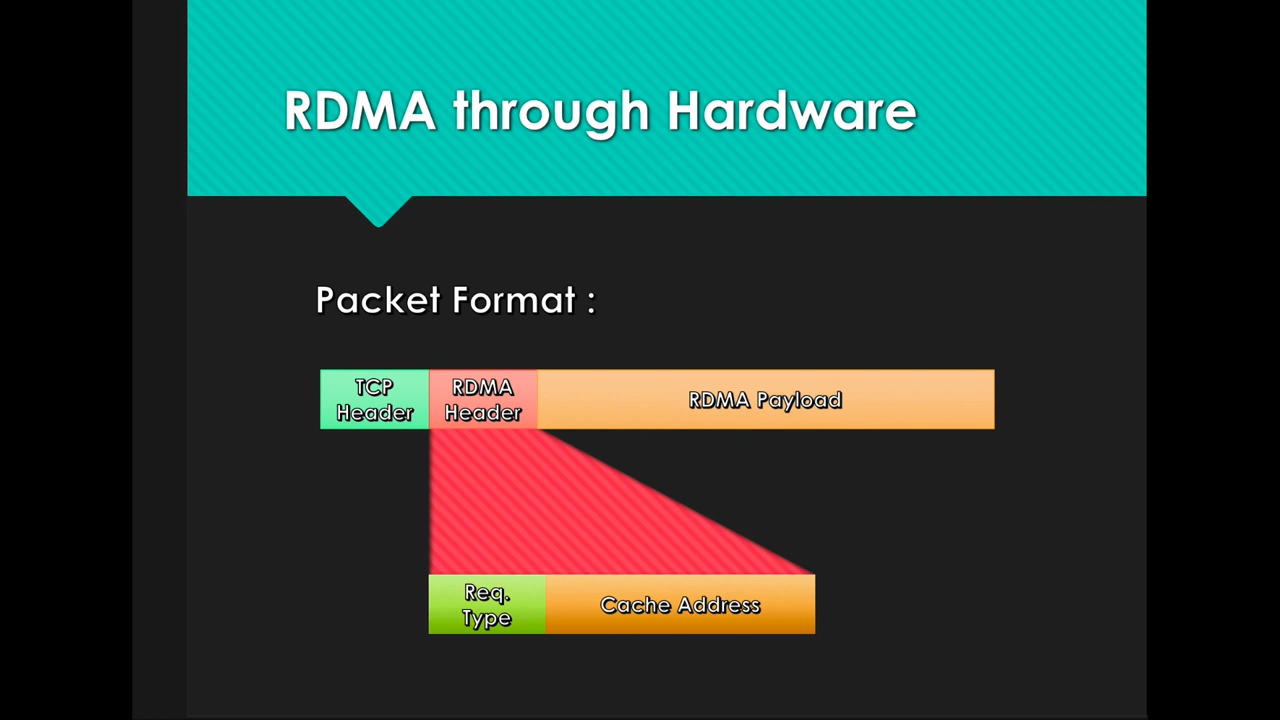 RDMA through Hardware
Packet Format :
TCP
Header
RDMA
Header
RDMA Payload
Req.
Type
Cache Address